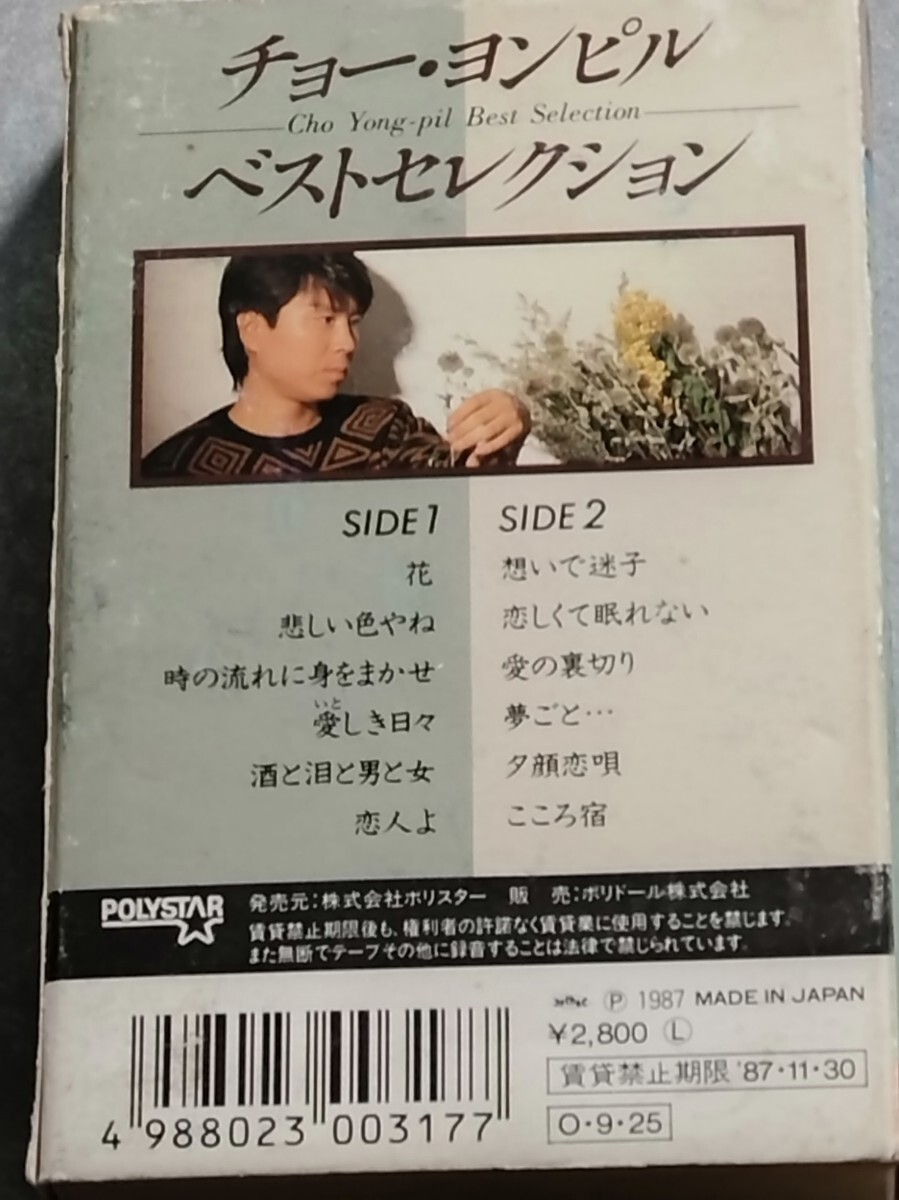 チョー・ヨンピル
Cho Yong-pil Best Selection
ベストセレクション
SIDE 1
花
悲しい色やね
時の流れに身をまかせ
いと
愛しき日々
酒と泪と男と女
恋人よ
SIDE 2
想いで迷子
恋しくて眠れない
愛の裏切り
夢ごと…
夕顔恋唄
こころ宿
POLYSTAR
発売元:株式会社ポリスター 販 売:ポリドール株式会社
賃貸禁止期限後も、権利者の許諾なく賃貸業に使用することを禁じます。
また無断でテープその他に録音することは法律で禁じられています。
Ⓟ 1987 MADE IN JAPAN
¥2,800 Ⓛ
賃貸禁止期限 '87・11・30
O・9・25
4 988023 003177